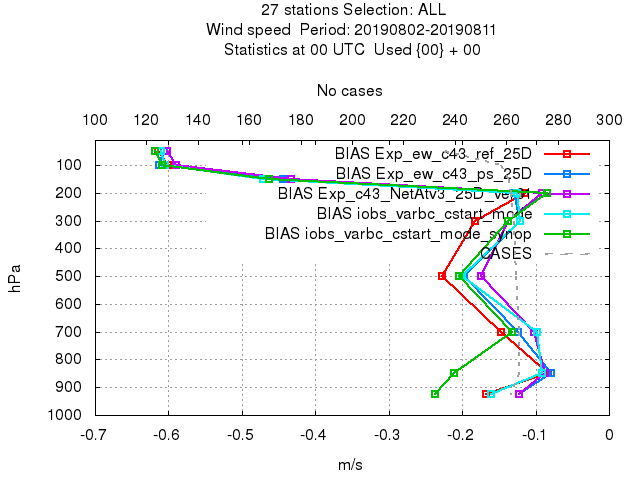 27 stations Selection: ALL
Wind speed  Period: 20190802-20190811
Statistics at 00 UTC  Used {00} + 00
No cases
100 120 140 160 180 200 220 240 260 280 300
BIAS Exp_ew_c43_ref_25D
BIAS Exp_ew_c43_ps_25D
BIAS Exp_c43_NetAtv3_25D_
BIAS iobs_varbc_cstart_mode
BIAS iobs_varbc_cstart_mode_synop
CASES
hPa
100
200
300
400
500
600
700
800
900
1000
-0.7 -0.6 -0.5 -0.4 -0.3 -0.2 -0.1 0
m/s